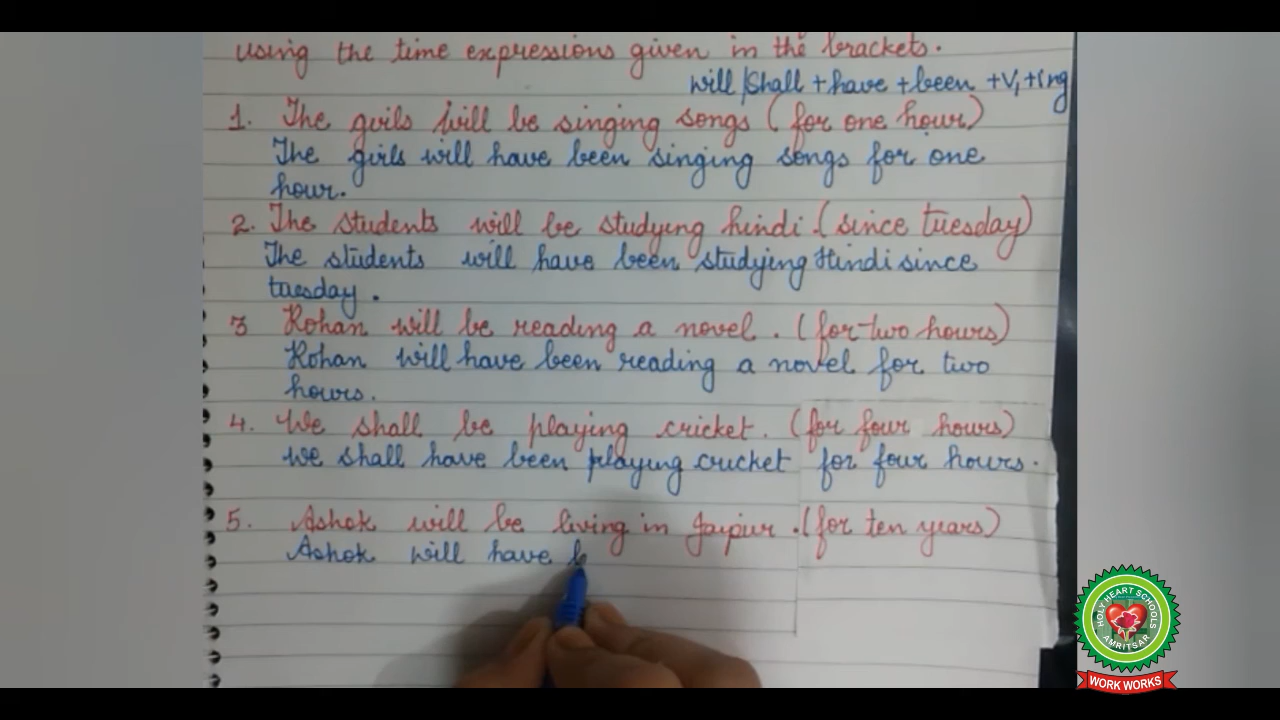 using the time expressions given in the brackets.
will/Shall + have + been + V1 + ing
1. The girls will be singing songs (for one hour)
The girls will have been singing songs for one
hour.
2. The students will be studying hindi. (since tuesday)
The students will have been studying Hindi since
tuesday.
3 Rohan will be reading a novel. (for two hours)
Rohan will have been reading a novel for two
hours.
4. We shall be playing cricket. (for four hours)
we shall have been playing cricket for four hours.
5. Ashok will be living in Jaipur. (for ten years)
Ashok will have b
HOLY HEART SCHOOLS
AMRITSAR
WORK WORKS